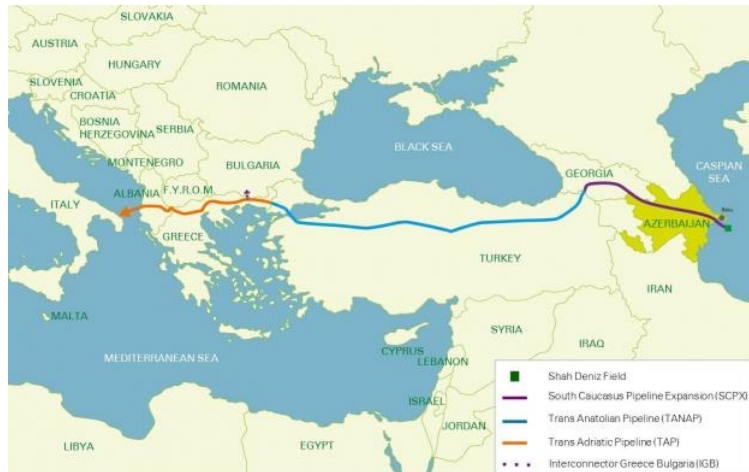 SLOVAKIA
AUSTRIA
HUNGARY
SLOVENIA
CROATIA
ROMANIA
BOSNIA
HERZEGOVINA
SERBIA
MONTENEGRO
BULGARIA
BLACK SEA
GEORGIA
CASPIAN
SEA
ITALY
ALBANIA
F.Y.R.O.M.
AZERBAIJAN
Baku
GREECE
TURKEY
IRAN
MALTA
SYRIA
IRAQ
CYPRUS
LEBANON
MEDITERRANEAN SEA
ISRAEL
JORDAN
LIBYA
EGYPT
Shah Deniz Field
South Caucasus Pipeline Expansion (SCPX)
Trans Anatolian Pipeline (TANAP)
Trans Adriatic Pipeline (TAP)
Interconnector Greece Bulgaria (IGB)